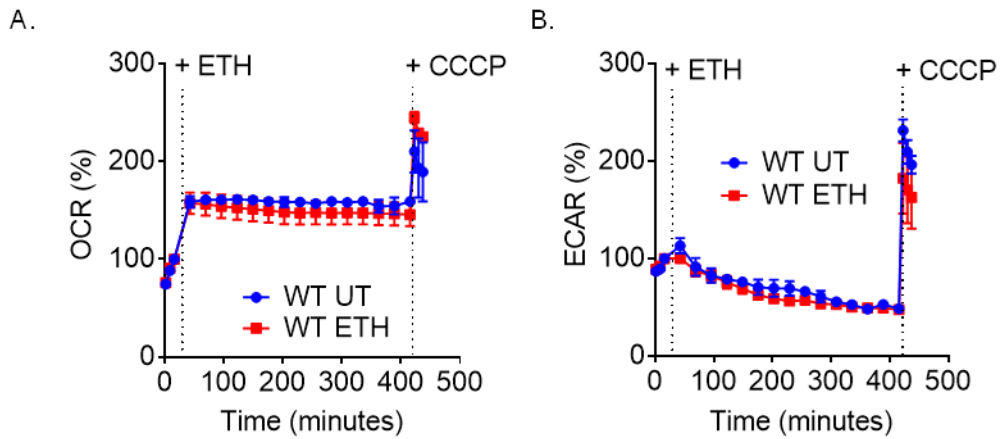 A.
B.
300
200
100
0
OCR (%)
+ ETH
+ CCCP
WT UT
WT ETH
0 100 200 300 400 500
Time (minutes)
300
200
100
0
ECAR (%)
+ ETH
+ CCCP
WT UT
WT ETH
0 100 200 300 400 500
Time (minutes)